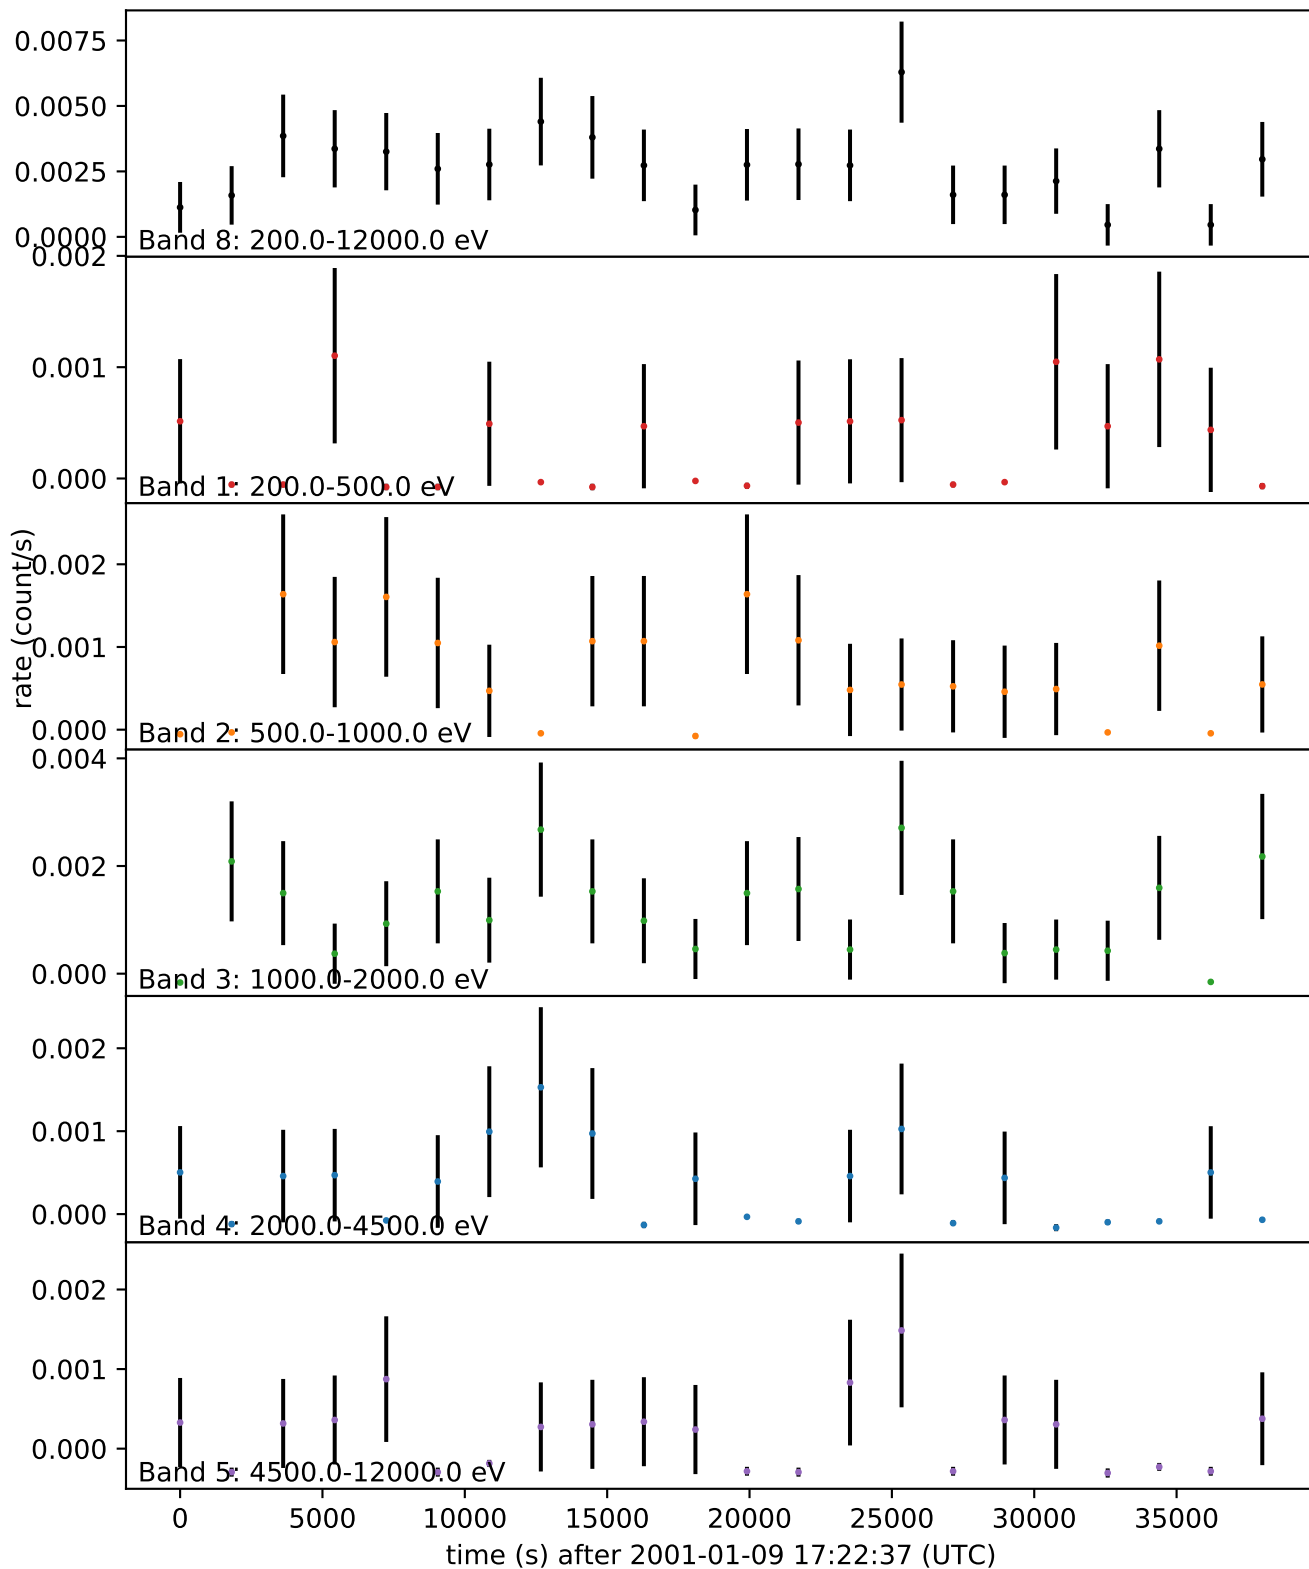 0.0075
0.0050
0.0025
0.0000
Band 8: 200.0-12000.0 eV
0.002
0.001
0.000
Band 1: 200.0-500.0 eV
rate (count/s)
0.002
0.001
0.000
Band 2: 500.0-1000.0 eV
0.004
0.002
0.000
Band 3: 1000.0-2000.0 eV
0.002
0.001
0.000
Band 4: 2000.0-4500.0 eV
0.002
0.001
0.000
Band 5: 4500.0-12000.0 eV
0 5000 10000 15000 20000 25000 30000 35000
time (s) after 2001-01-09 17:22:37 (UTC)